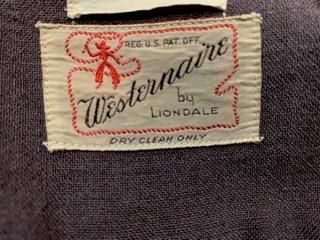 REG. U.S. PAT. OFF.
Westernaire
by
LIONDALE
DRY CLEAN ONLY